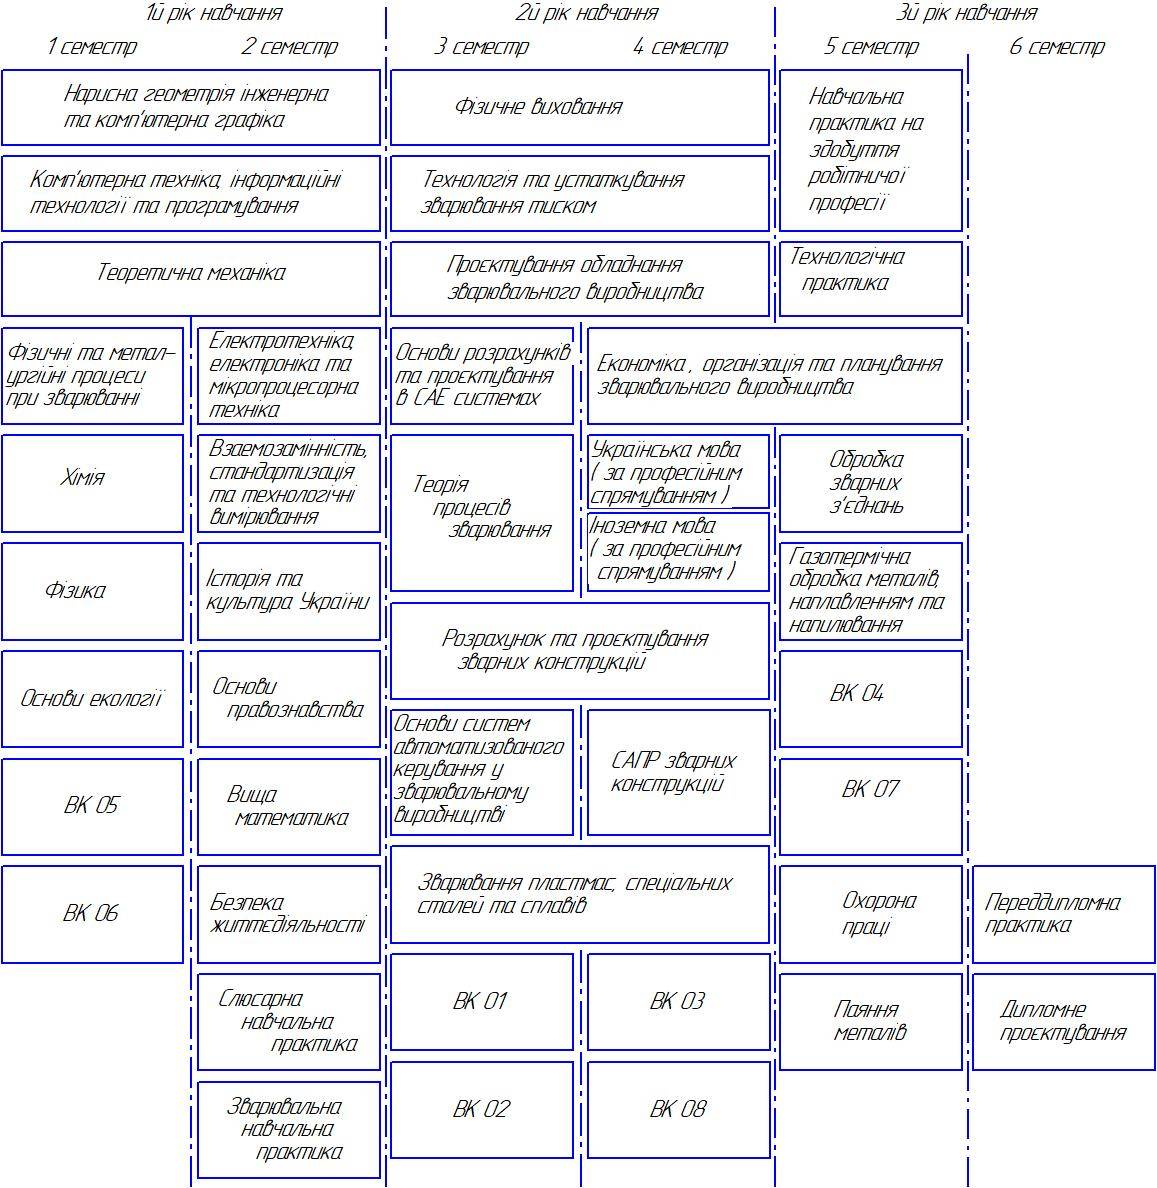 1й рік навчання
2й рік навчання
3й рік навчання
1 семестр
2 семестр
3 семестр
4 семестр
5 семестр
6 семестр
Нарисна геометрія інженерна
та комп'ютерна графіка
Фізичне виховання
Навчальна
практика на
здобуття
робітничої
професії
Комп'ютерна техніка, інформаційні
технології та програмування
Технологія та устаткування
зварювання тиском
Теоретична механіка
Проєктування обладнання
зварювального виробництва
Технологічна
практика
Фізичні та метал-
ургійні процеси
при зварюванні
Електротехніка,
електроніка та
мікропроцесорна
техніка
Основи розрахунків
та проєктування
в САЕ системах
Економіка, організація та планування
зварювального виробництва
Хімія
Взаемозамінність,
стандартизація
та технологічні
вимірювання
Теорія
процесів
зварювання
Українська мова
( за професійним
спрямуванням )
Іноземна мова
( за професійним
спрямуванням )
Обробка
зварних
з'єднань
Фізика
Історія та
культура України
Газотермічна
обробка металів,
наплавленням та
напилювання
Розрахунок та проєктування
зварних конструкцій
Основи екології
Основи
правознавства
ВК 04
Основи систем
автоматизованого
керування у
зварювальному
виробництві
САПР зварних
конструкцій
ВК 05
Вища
математика
ВК 07
Зварювання пластмас, спеціальних
сталей та сплавів
ВК 06
Безпека
життєдіяльності
Охорона
праці
Переддипломна
практика
Слюсарна
навчальна
практика
ВК 01
ВК 03
Паяння
металів
Дипломне
проєктування
Зварювальна
навчальна
практика
ВК 02
ВК 08